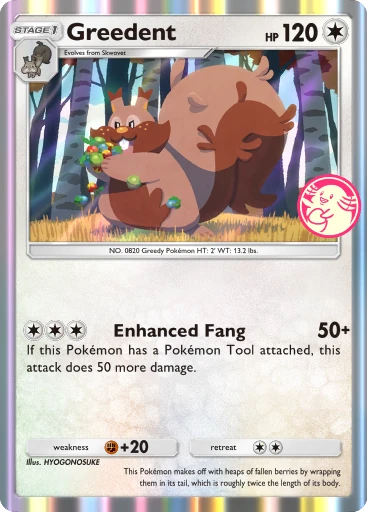 STAGE 1
Greedent
HP 120
Evolves from Skwovet
NO. 0820 Greedy Pokémon HT: 2' WT: 13.2 lbs.
Enhanced Fang 50+
If this Pokémon has a Pokémon Tool attached, this
attack does 50 more damage.
weakness +20 retreat
Illus. HYOGONOSUKE
This Pokémon makes off with heaps of fallen berries by wrapping
them in its tail, which is roughly twice the length of its body.